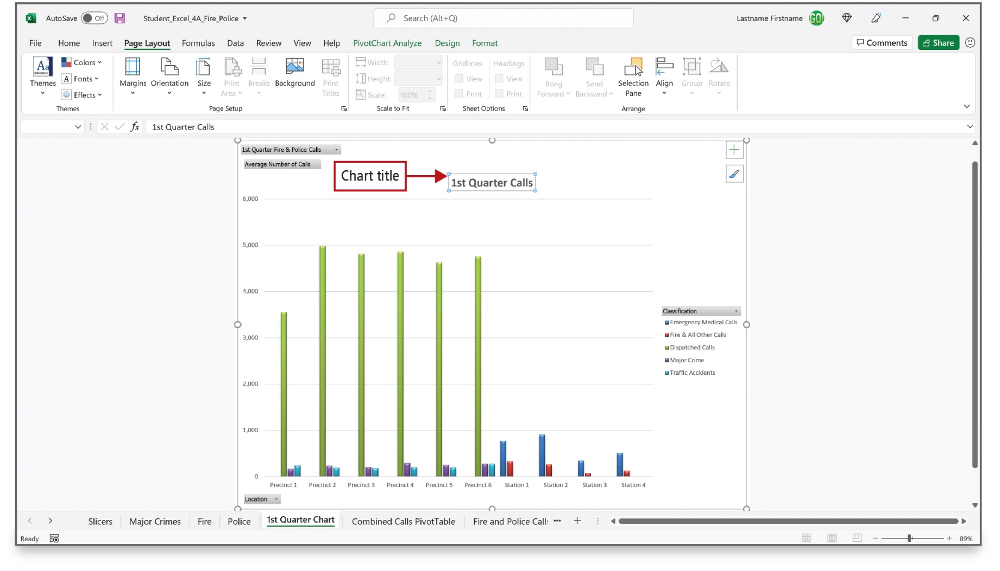 AutoSave Off Student_Excel_4A_Fire_Police Search (Alt+Q) Lastname Firstname GO
File Home Insert Page Layout Formulas Data Review View Help PivotChart Analyze Design Format Comments Share
Themes
Colors
Fonts
Effects
Themes
Margins Orientation Size Print Area Breaks Background Print Titles
Page Setup
Width:
Height:
Scale: 100%
Scale to Fit
Gridlines Headings
View View
Print Print
Sheet Options
Bring Forward Send Backward Selection Pane Align Group Rotate
Arrange
fx 1st Quarter Calls
1st Quarter Fire & Police Calls
Average Number of Calls
Chart title
1st Quarter Calls
6,000
5,000
4,000
3,000
2,000
1,000
0
Precinct 1 Precinct 2 Precinct 3 Precinct 4 Precinct 5 Precinct 6 Station 1 Station 2 Station 3 Station 4
Classification
Emergency Medical Calls
Fire & All Other Calls
Dispatched Calls
Major Crime
Traffic Accidents
Location
Slicers Major Crimes Fire Police 1st Quarter Chart Combined Calls PivotTable Fire and Police Call
Ready 89%